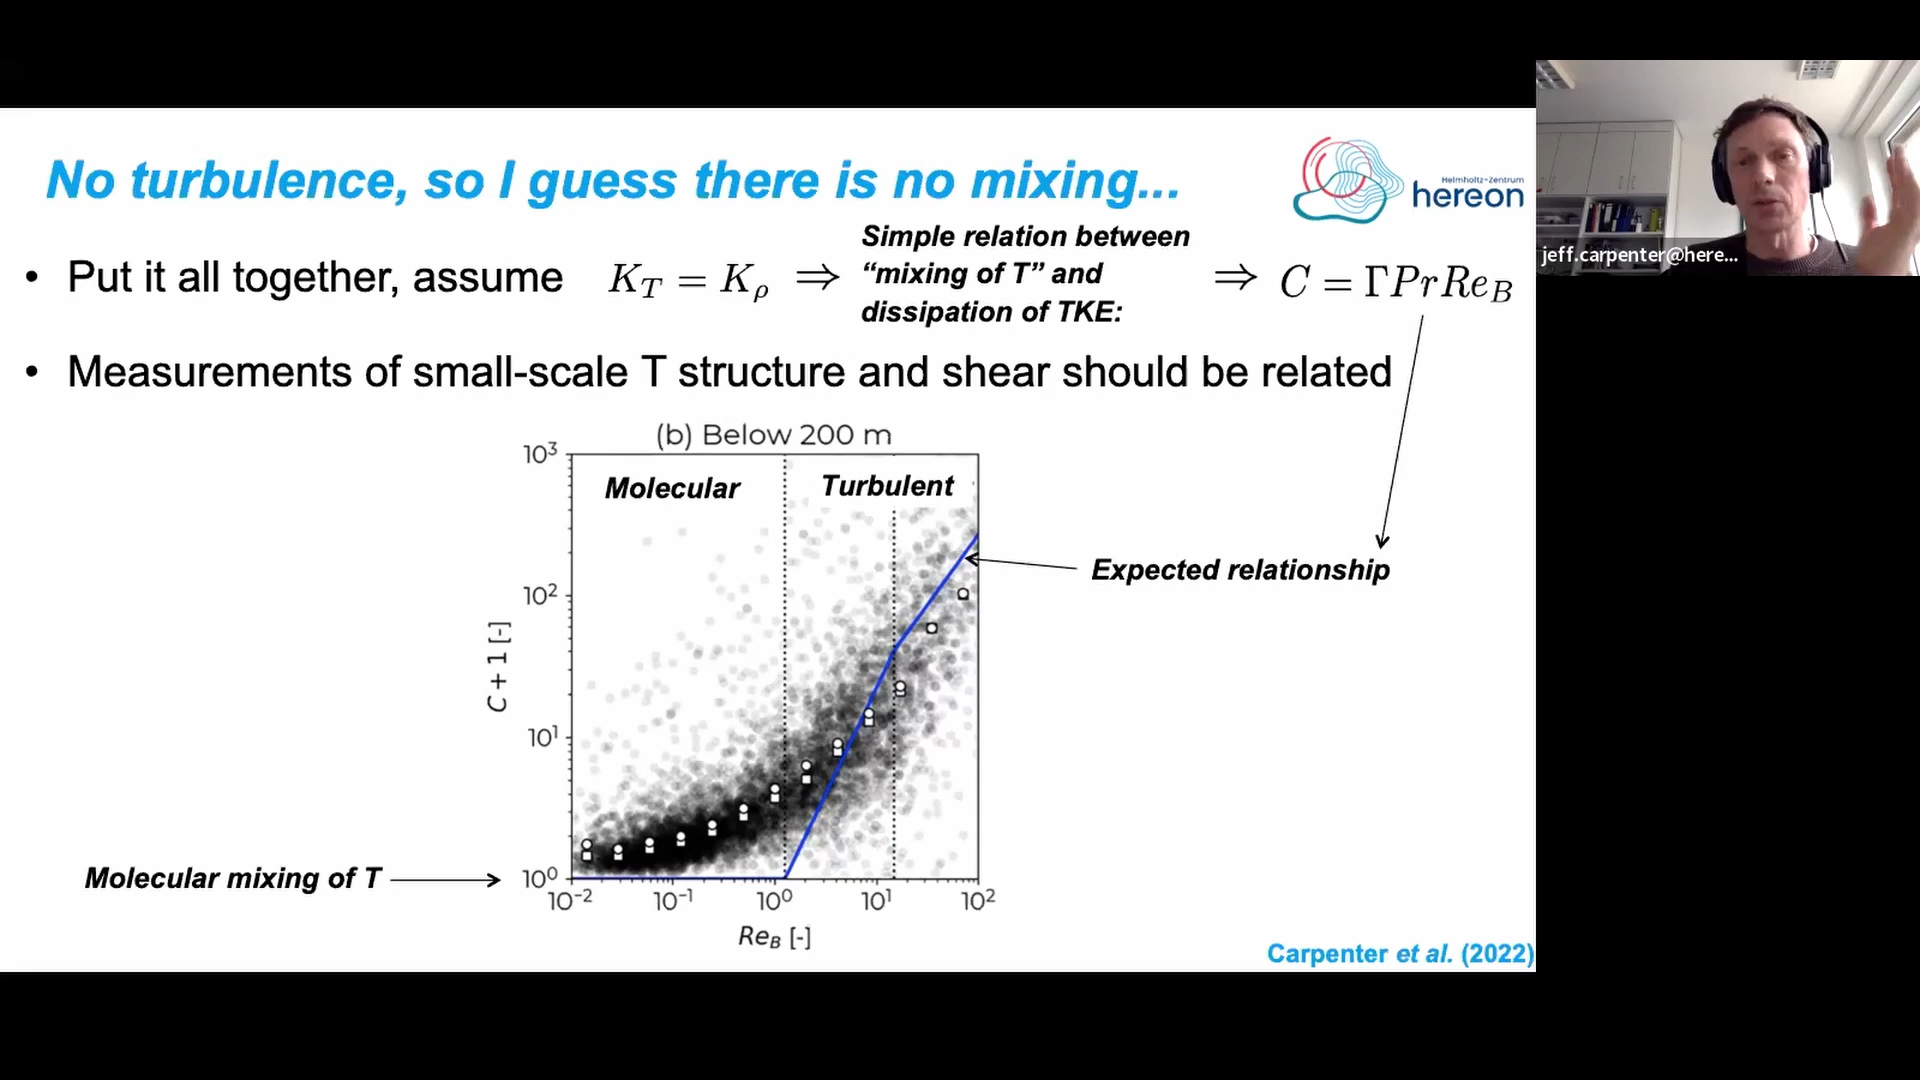 No turbulence, so I guess there is no mixing...
Helmholtz-Zentrum
hereon
jeff.carpenter@here...
• Put it all together, assume K_T = K_ρ ⇒
Simple relation between
“mixing of T” and
dissipation of TKE:
⇒ C = ΓPrRe_B
• Measurements of small-scale T structure and shear should be related
(b) Below 200 m
Molecular
Turbulent
10³
10²
10¹
10⁰
C + 1 [-]
Expected relationship
Molecular mixing of T
10⁻² 10⁻¹ 10⁰ 10¹ 10²
Re_B [-]
Carpenter et al. (2022)